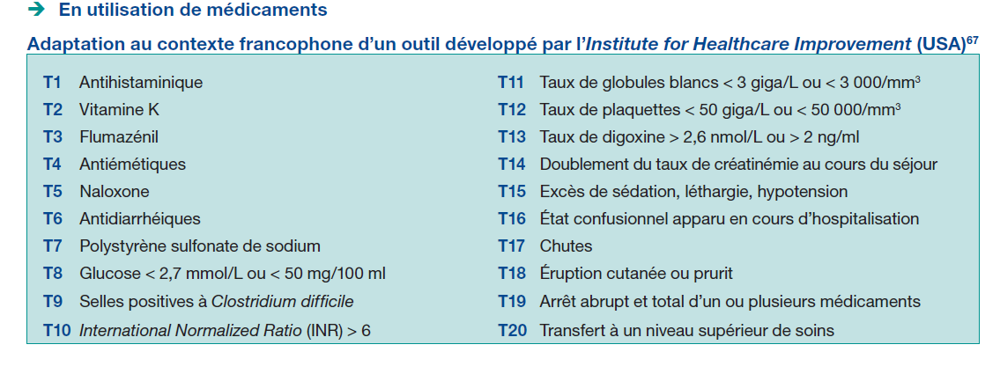 ➔ En utilisation de médicaments
Adaptation au contexte francophone d’un outil développé par l’Institute for Healthcare Improvement (USA)67
T1 Antihistaminique
T2 Vitamine K
T3 Flumazénil
T4 Antiémétiques
T5 Naloxone
T6 Antidiarrhéiques
T7 Polystyrène sulfonate de sodium
T8 Glucose < 2,7 mmol/L ou < 50 mg/100 ml
T9 Selles positives à Clostridium difficile
T10 International Normalized Ratio (INR) > 6
T11 Taux de globules blancs < 3 giga/L ou < 3 000/mm³
T12 Taux de plaquettes < 50 giga/L ou < 50 000/mm³
T13 Taux de digoxine > 2,6 nmol/L ou > 2 ng/ml
T14 Doublement du taux de créatinémie au cours du séjour
T15 Excès de sédation, léthargie, hypotension
T16 État confusionnel apparu en cours d’hospitalisation
T17 Chutes
T18 Éruption cutanée ou prurit
T19 Arrêt abrupt et total d’un ou plusieurs médicaments
T20 Transfert à un niveau supérieur de soins